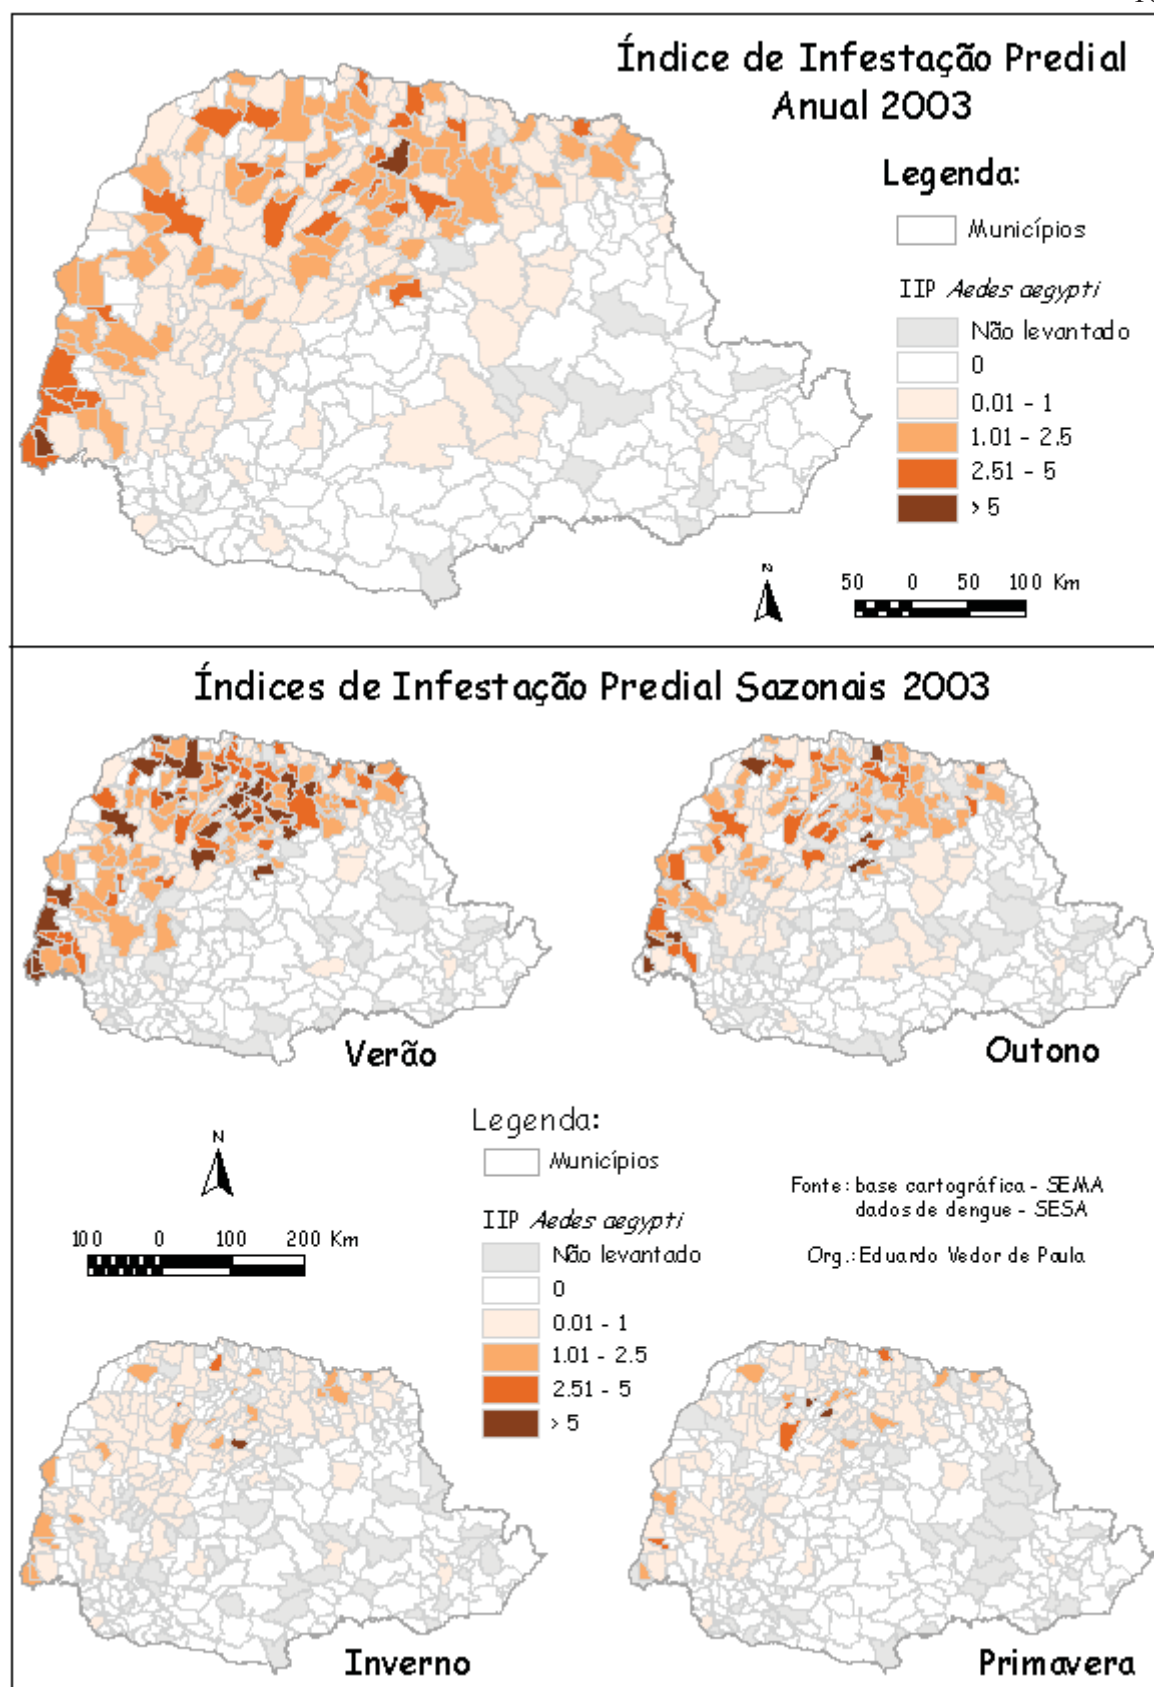 Índice de Infestação Predial
Anual 2003
Legenda:
Municípios
IIP Aedes aegypti
Não levantado
0
0.01 - 1
1.01 - 2.5
2.51 - 5
> 5
N
50 0 50 100 Km
Índices de Infestação Predial Sazonais 2003
Verão
Outono
N
100 0 100 200 Km
Legenda:
Municípios
IIP Aedes aegypti
Não levantado
0
0.01 - 1
1.01 - 2.5
2.51 - 5
> 5
Fonte: base cartográfica - SEMA
dados de dengue - SESA
Org.: Eduardo Vedor de Paula
Inverno
Primavera